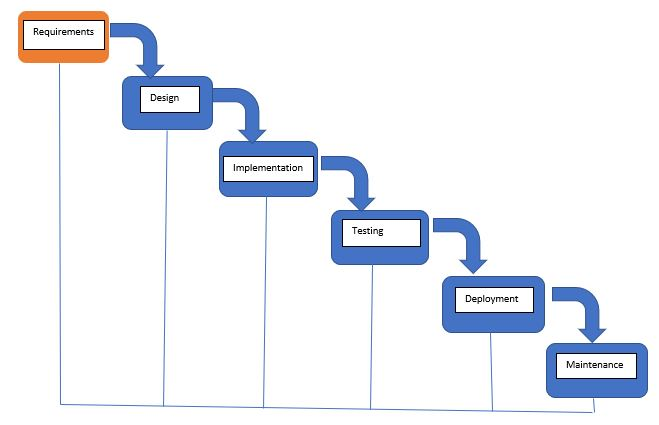 Requirements
Design
Implementation
Testing
Deployment
Maintenance